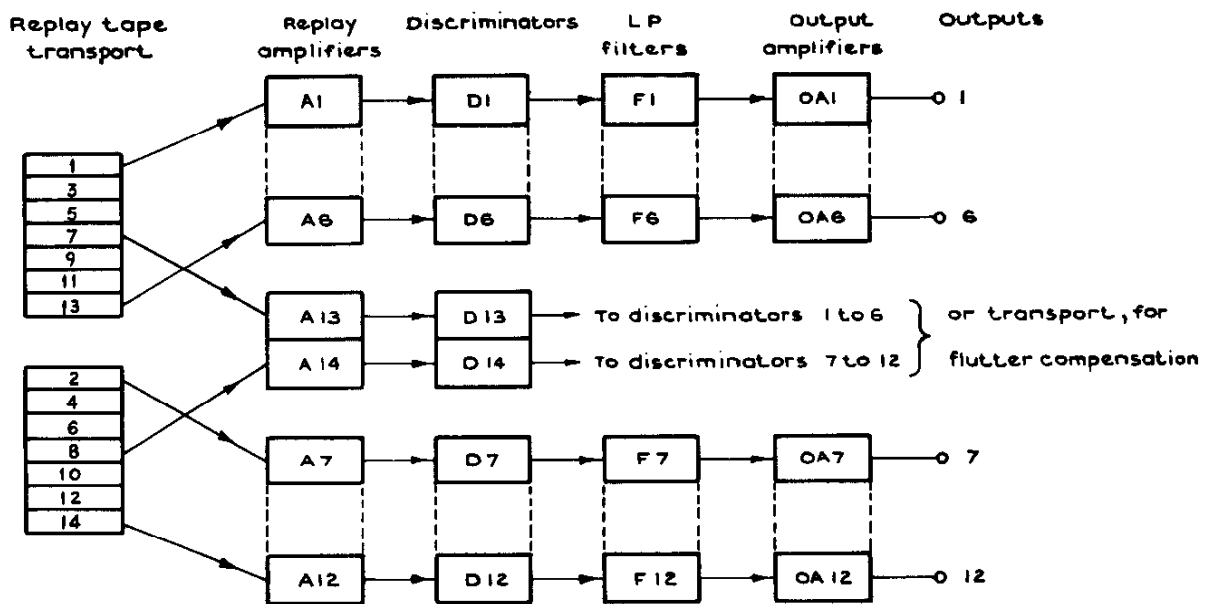 Replay tape transport
Replay amplifiers
Discriminators
LP filters
Output amplifiers
Outputs
A1 D1 F1 OA1 1
1
3
5
7
9
11
13
A6 D6 F6 OA6 6
A13 D13 To discriminators 1 to 6
A14 D14 To discriminators 7 to 12
or transport, for
flutter compensation
2
4
6
8
10
12
14
A7 D7 F7 OA7 7
A12 D12 F12 OA12 12